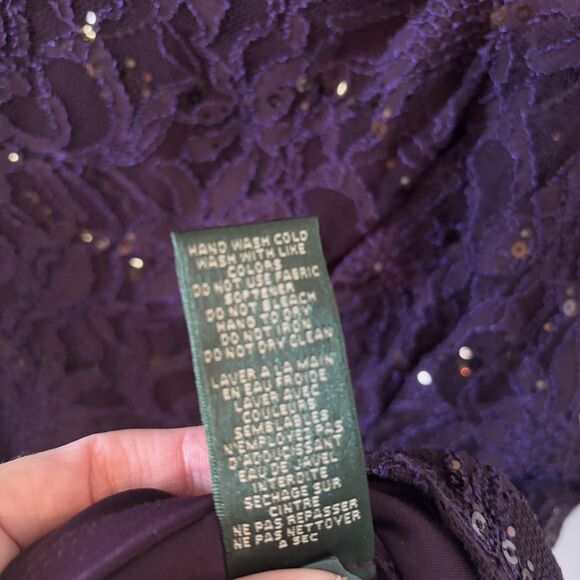 HAND WASH COLD
WASH WITH LIKE
COLORS
DO NOT USE FABRIC
SOFTENER
DO NOT BLEACH
HANG TO DRY
DO NOT IRON
DO NOT DRY CLEAN
LAVER A LA MAIN
EN EAU FROIDE
LAVER AVEC
COULEURS
SEMBLABLES
N'EMPLOYES PAS
D'ADOUCISSANT
EAU DE JAVEL
INTERDITE
SECHAGE SUR
CINTRE
NE PAS REPASSER
NE PAS NETTOYER
A SEC